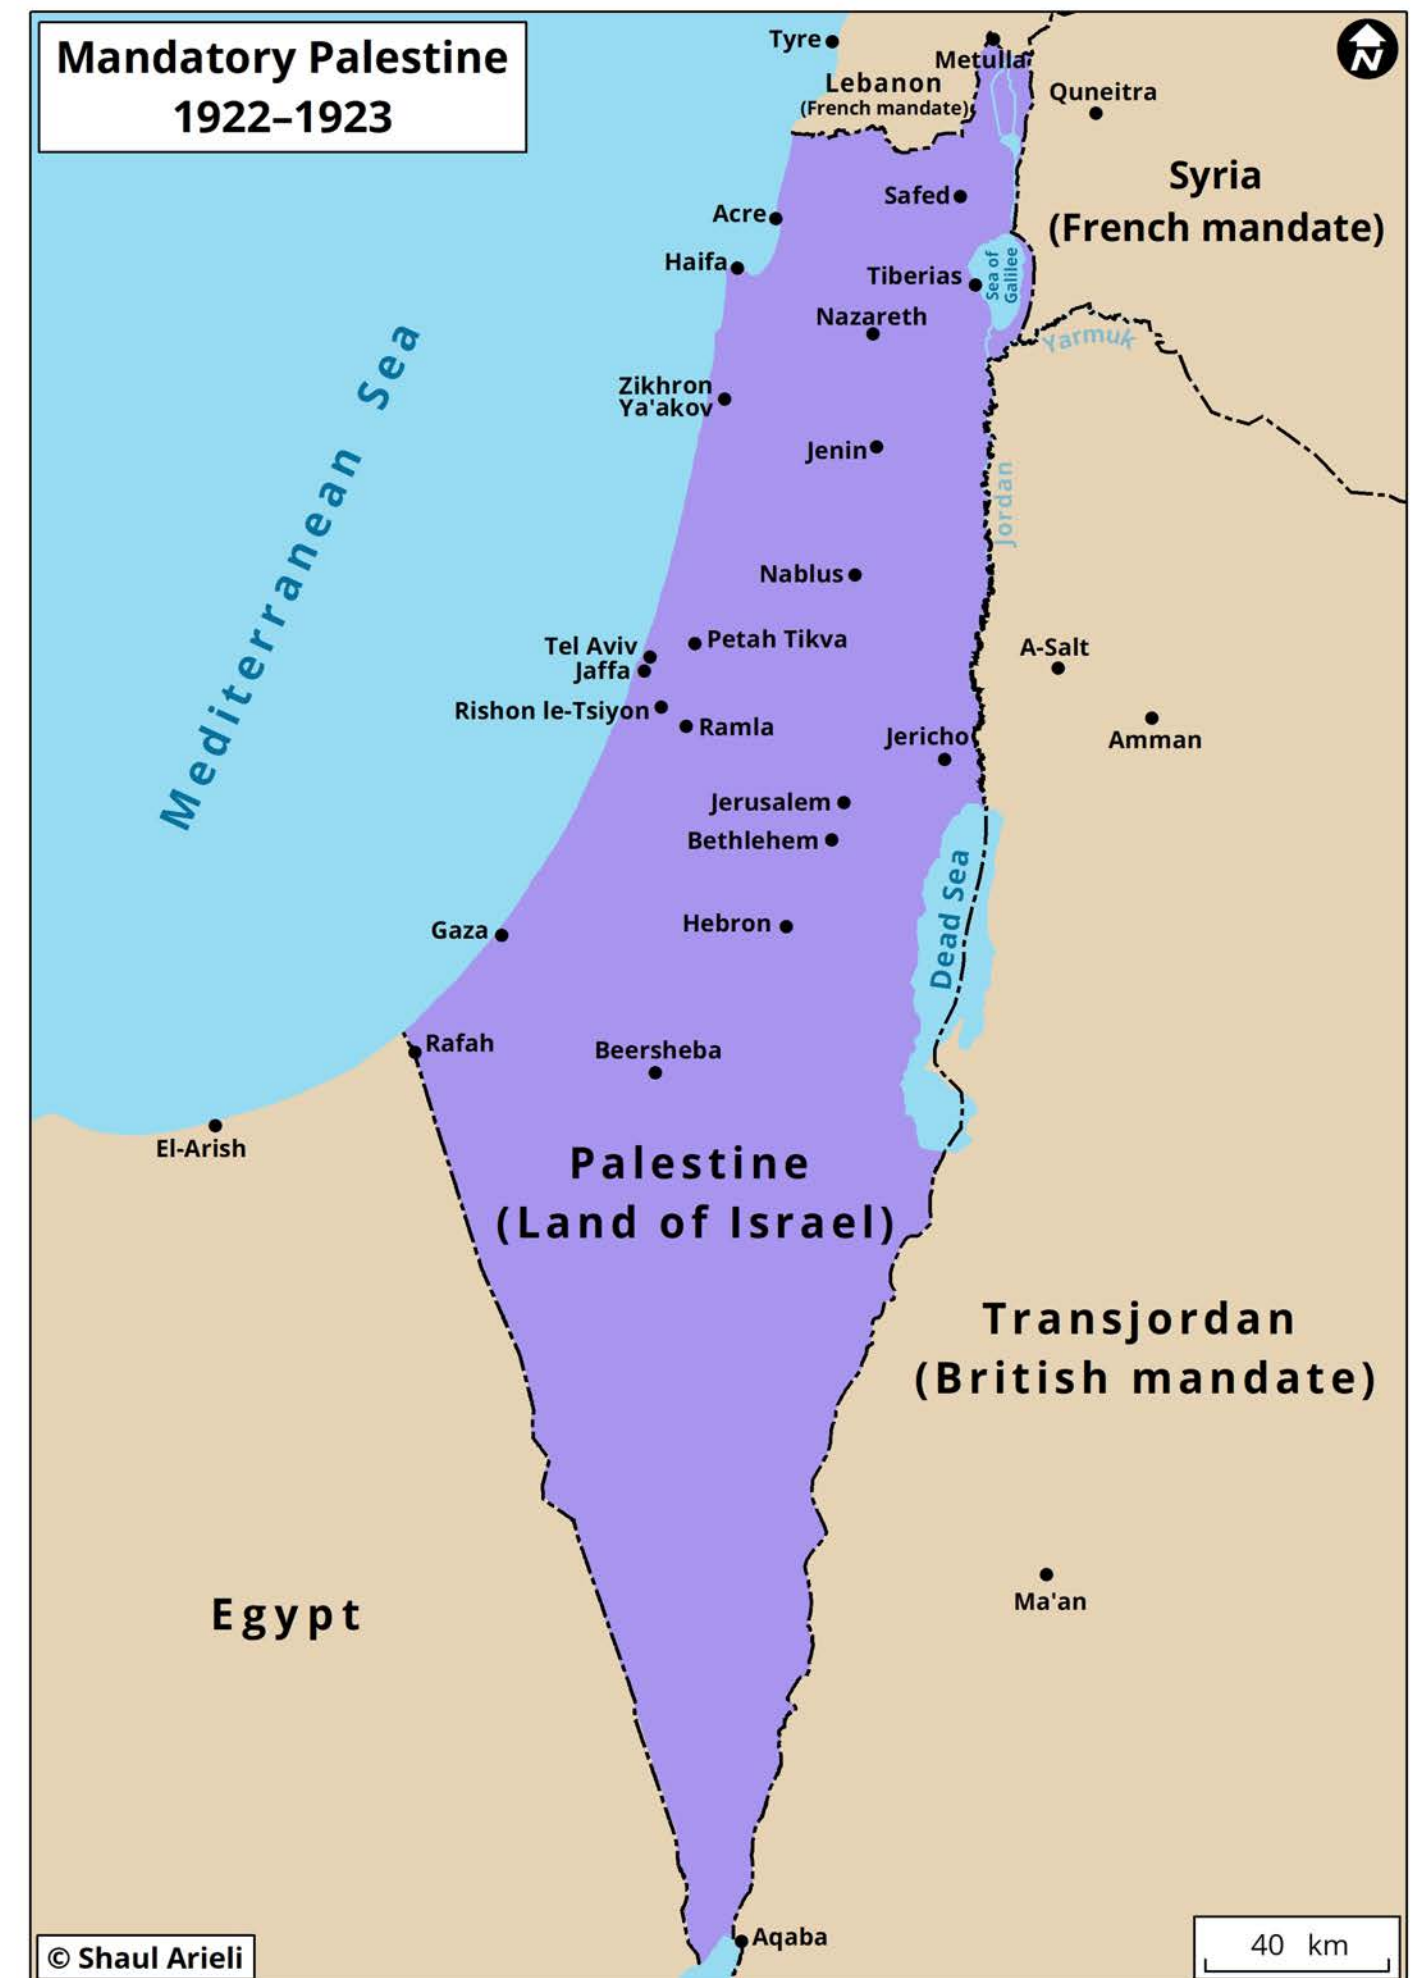 Mandatory Palestine
1922–1923
N
Tyre
Metulla
Lebanon
(French mandate)
Quneitra
Syria
(French mandate)
Safed
Acre
Haifa
Tiberias
Sea of
Galilee
Nazareth
Yarmuk
Zikhron
Ya'akov
Mediterranean Sea
Jenin
Jordan
Nablus
Petah Tikva
Tel Aviv
Jaffa
A-Salt
Rishon le-Tsiyon
Ramla
Jericho
Amman
Jerusalem
Bethlehem
Dead Sea
Gaza
Hebron
Rafah
Beersheba
El-Arish
Palestine
(Land of Israel)
Transjordan
(British mandate)
Egypt
Ma'an
Aqaba
© Shaul Arieli
40 km